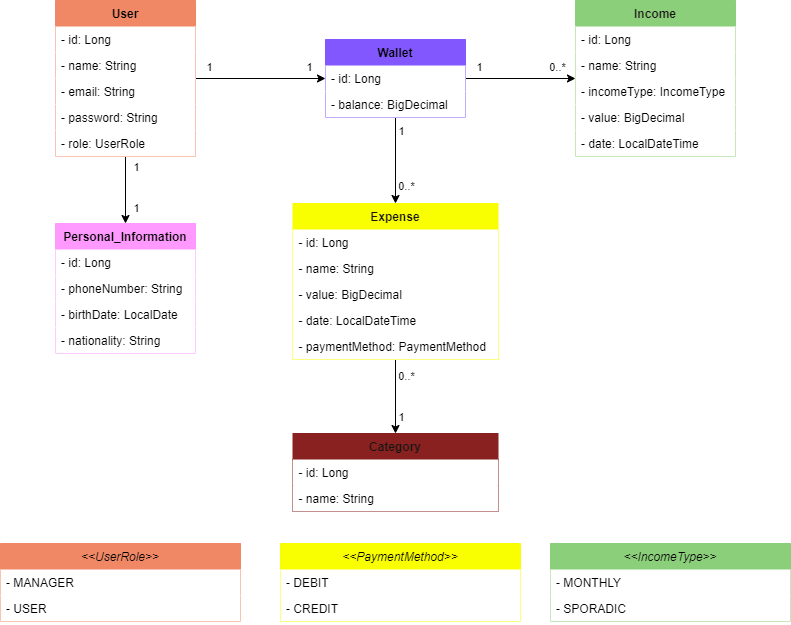 User
- id: Long
- name: String
- email: String
- password: String
- role: UserRole
1
1
Wallet
- id: Long
- balance: BigDecimal
1
0..*
Income
- id: Long
- name: String
- incomeType: IncomeType
- value: BigDecimal
- date: LocalDateTime
1
1
Personal_Information
- id: Long
- phoneNumber: String
- birthDate: LocalDate
- nationality: String
1
0..*
Expense
- id: Long
- name: String
- value: BigDecimal
- date: LocalDateTime
- paymentMethod: PaymentMethod
0..*
1
Category
- id: Long
- name: String
<<UserRole>>
- MANAGER
- USER
<<PaymentMethod>>
- DEBIT
- CREDIT
<<IncomeType>>
- MONTHLY
- SPORADIC